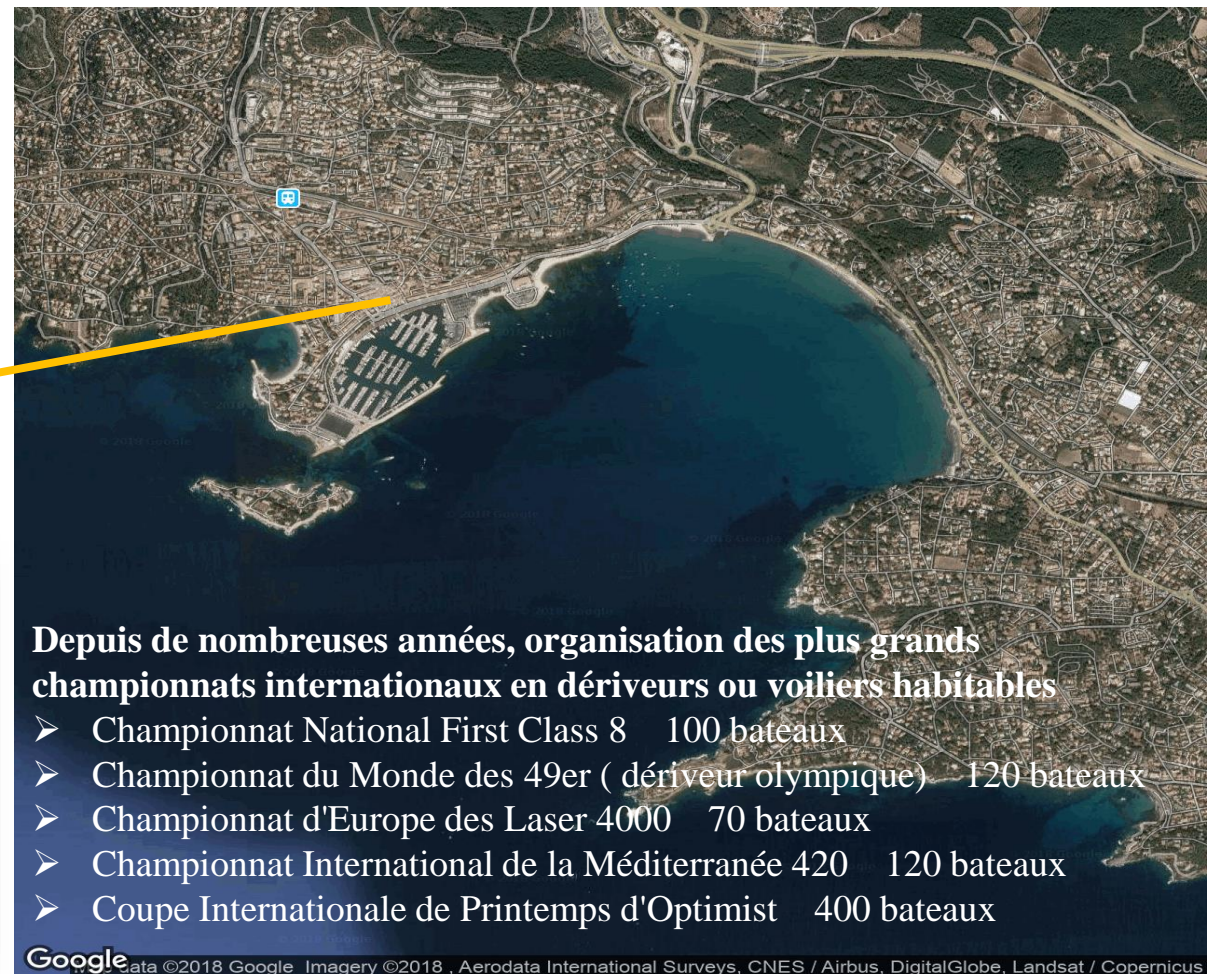 Depuis de nombreuses années, organisation des plus grands
championnats internationaux en dériveurs ou voiliers habitables
➢ Championnat National First Class 8 100 bateaux
➢ Championnat du Monde des 49er ( dériveur olympique) 120 bateaux
➢ Championnat d'Europe des Laser 4000 70 bateaux
➢ Championnat International de la Méditerranée 420 120 bateaux
➢ Coupe Internationale de Printemps d'Optimist 400 bateaux
Google data ©2018 Google Imagery ©2018 , Aerodata International Surveys, CNES / Airbus, DigitalGlobe, Landsat / Copernicus